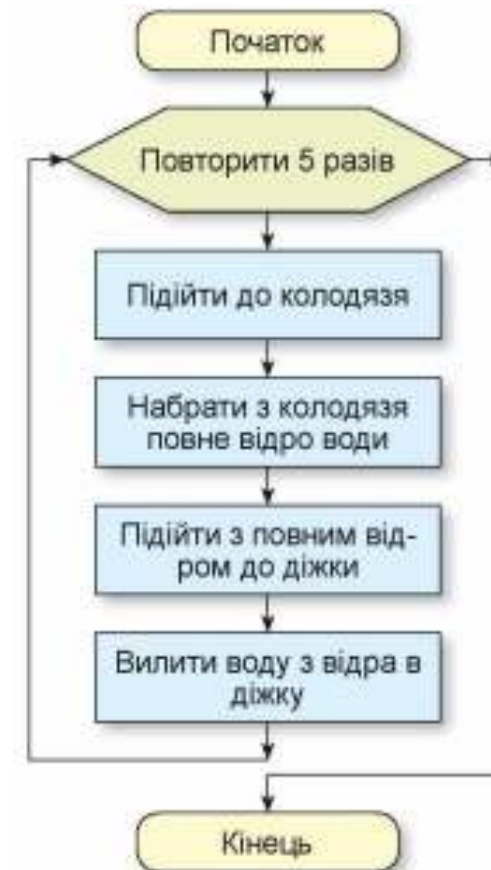 Початок
Повторити 5 разів
Підійти до колодязя
Набрати з колодязя
повне відро води
Підійти з повним від-
ром до діжки
Вилити воду з відра в
діжку
Кінець